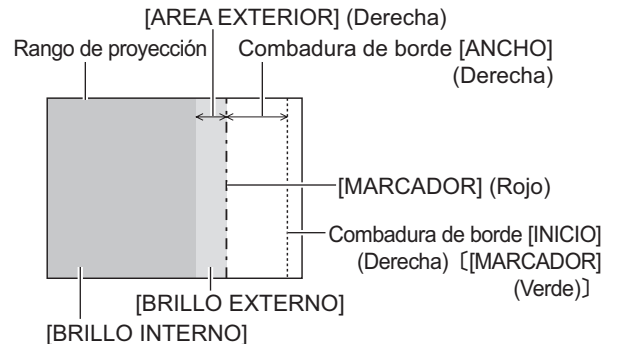 [AREA EXTERIOR] (Derecha)
Rango de proyección
Combadura de borde [ANCHO]
(Derecha)
[MARCADOR] (Rojo)
Combadura de borde [INICIO]
(Derecha)〔[MARCADOR]
(Verde)〕
[BRILLO EXTERNO]
[BRILLO INTERNO]